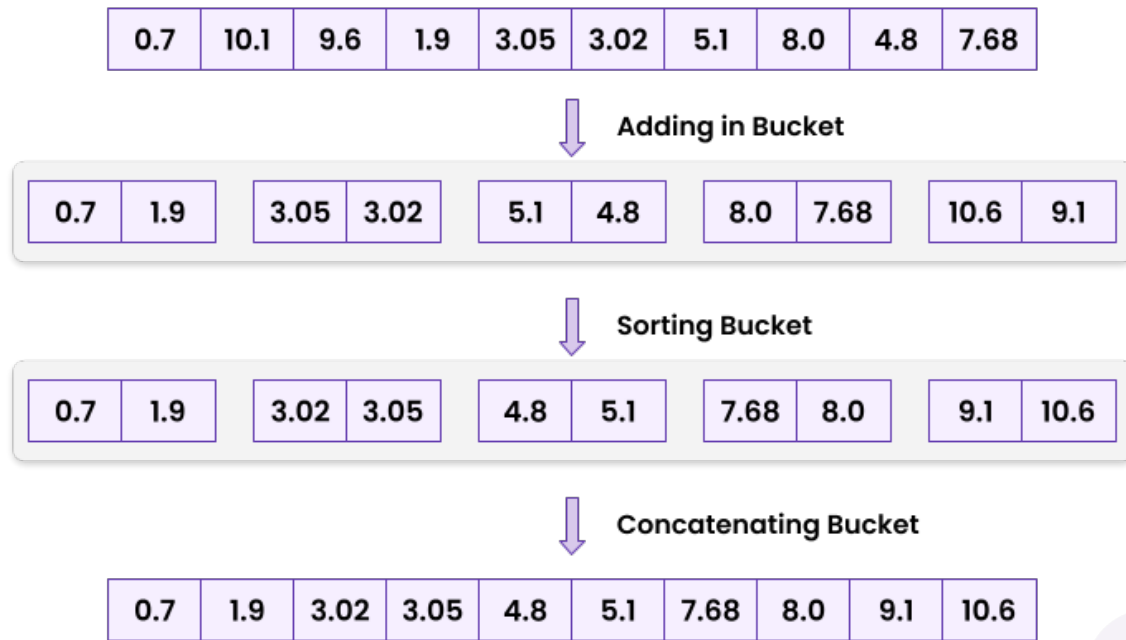 0.7 10.1 9.6 1.9 3.05 3.02 5.1 8.0 4.8 7.68
Adding in Bucket
0.7 1.9 3.05 3.02 5.1 4.8 8.0 7.68 10.6 9.1
Sorting Bucket
0.7 1.9 3.02 3.05 4.8 5.1 7.68 8.0 9.1 10.6
Concatenating Bucket
0.7 1.9 3.02 3.05 4.8 5.1 7.68 8.0 9.1 10.6